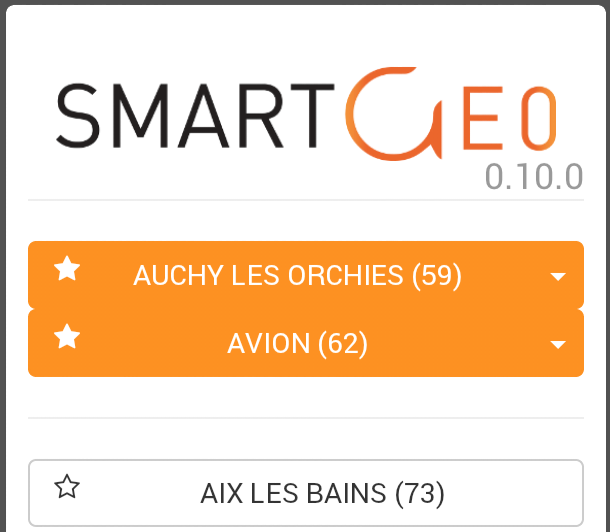 SMARTGEO
0.10.0
AUCHY LES ORCHIES (59)
AVION (62)
AIX LES BAINS (73)